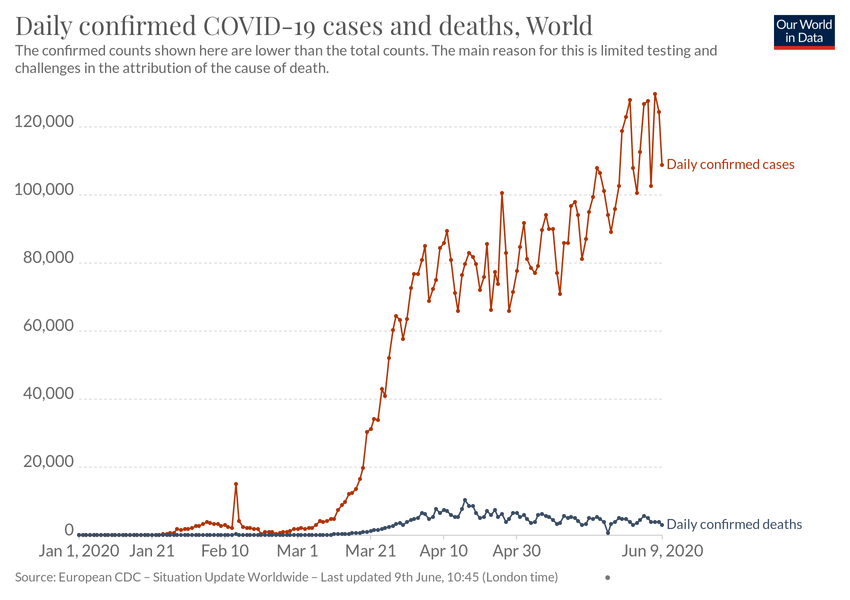 Daily confirmed COVID-19 cases and deaths, World
Our World
in Data
The confirmed counts shown here are lower than the total counts. The main reason for this is limited testing and
challenges in the attribution of the cause of death.
120,000
Daily confirmed cases
100,000
80,000
60,000
40,000
20,000
Daily confirmed deaths
0
Jan 1, 2020 Jan 21 Feb 10 Mar 1 Mar 21 Apr 10 Apr 30 Jun 9, 2020
Source: European CDC – Situation Update Worldwide – Last updated 9th June, 10:45 (London time)